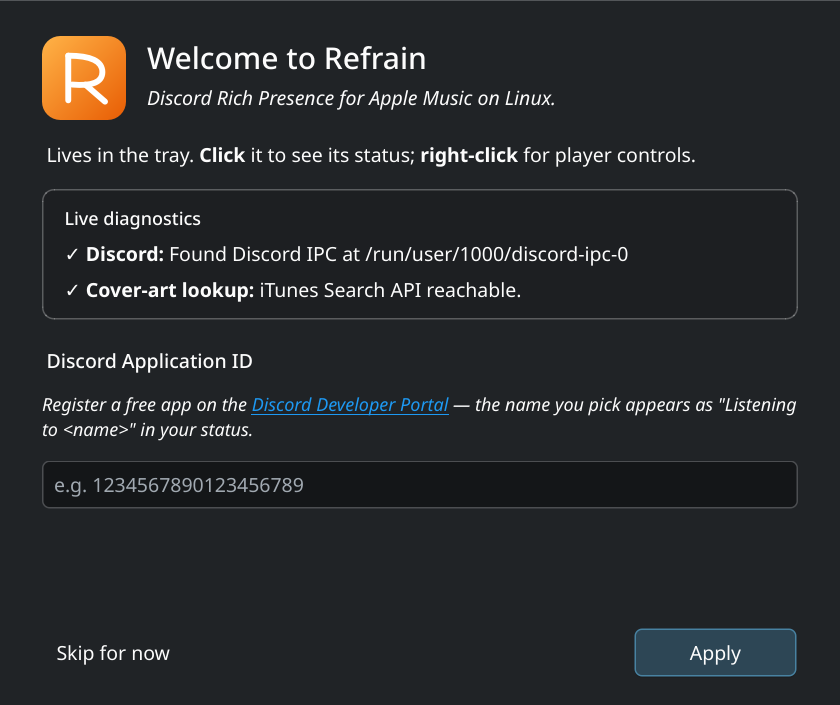 R
Welcome to Refrain
Discord Rich Presence for Apple Music on Linux.
Lives in the tray. Click it to see its status; right-click for player controls.
Live diagnostics
✓ Discord: Found Discord IPC at /run/user/1000/discord-ipc-0
✓ Cover-art lookup: iTunes Search API reachable.
Discord Application ID
Register a free app on the Discord Developer Portal — the name you pick appears as "Listening
to <name>" in your status.
e.g. 1234567890123456789
Skip for now
Apply